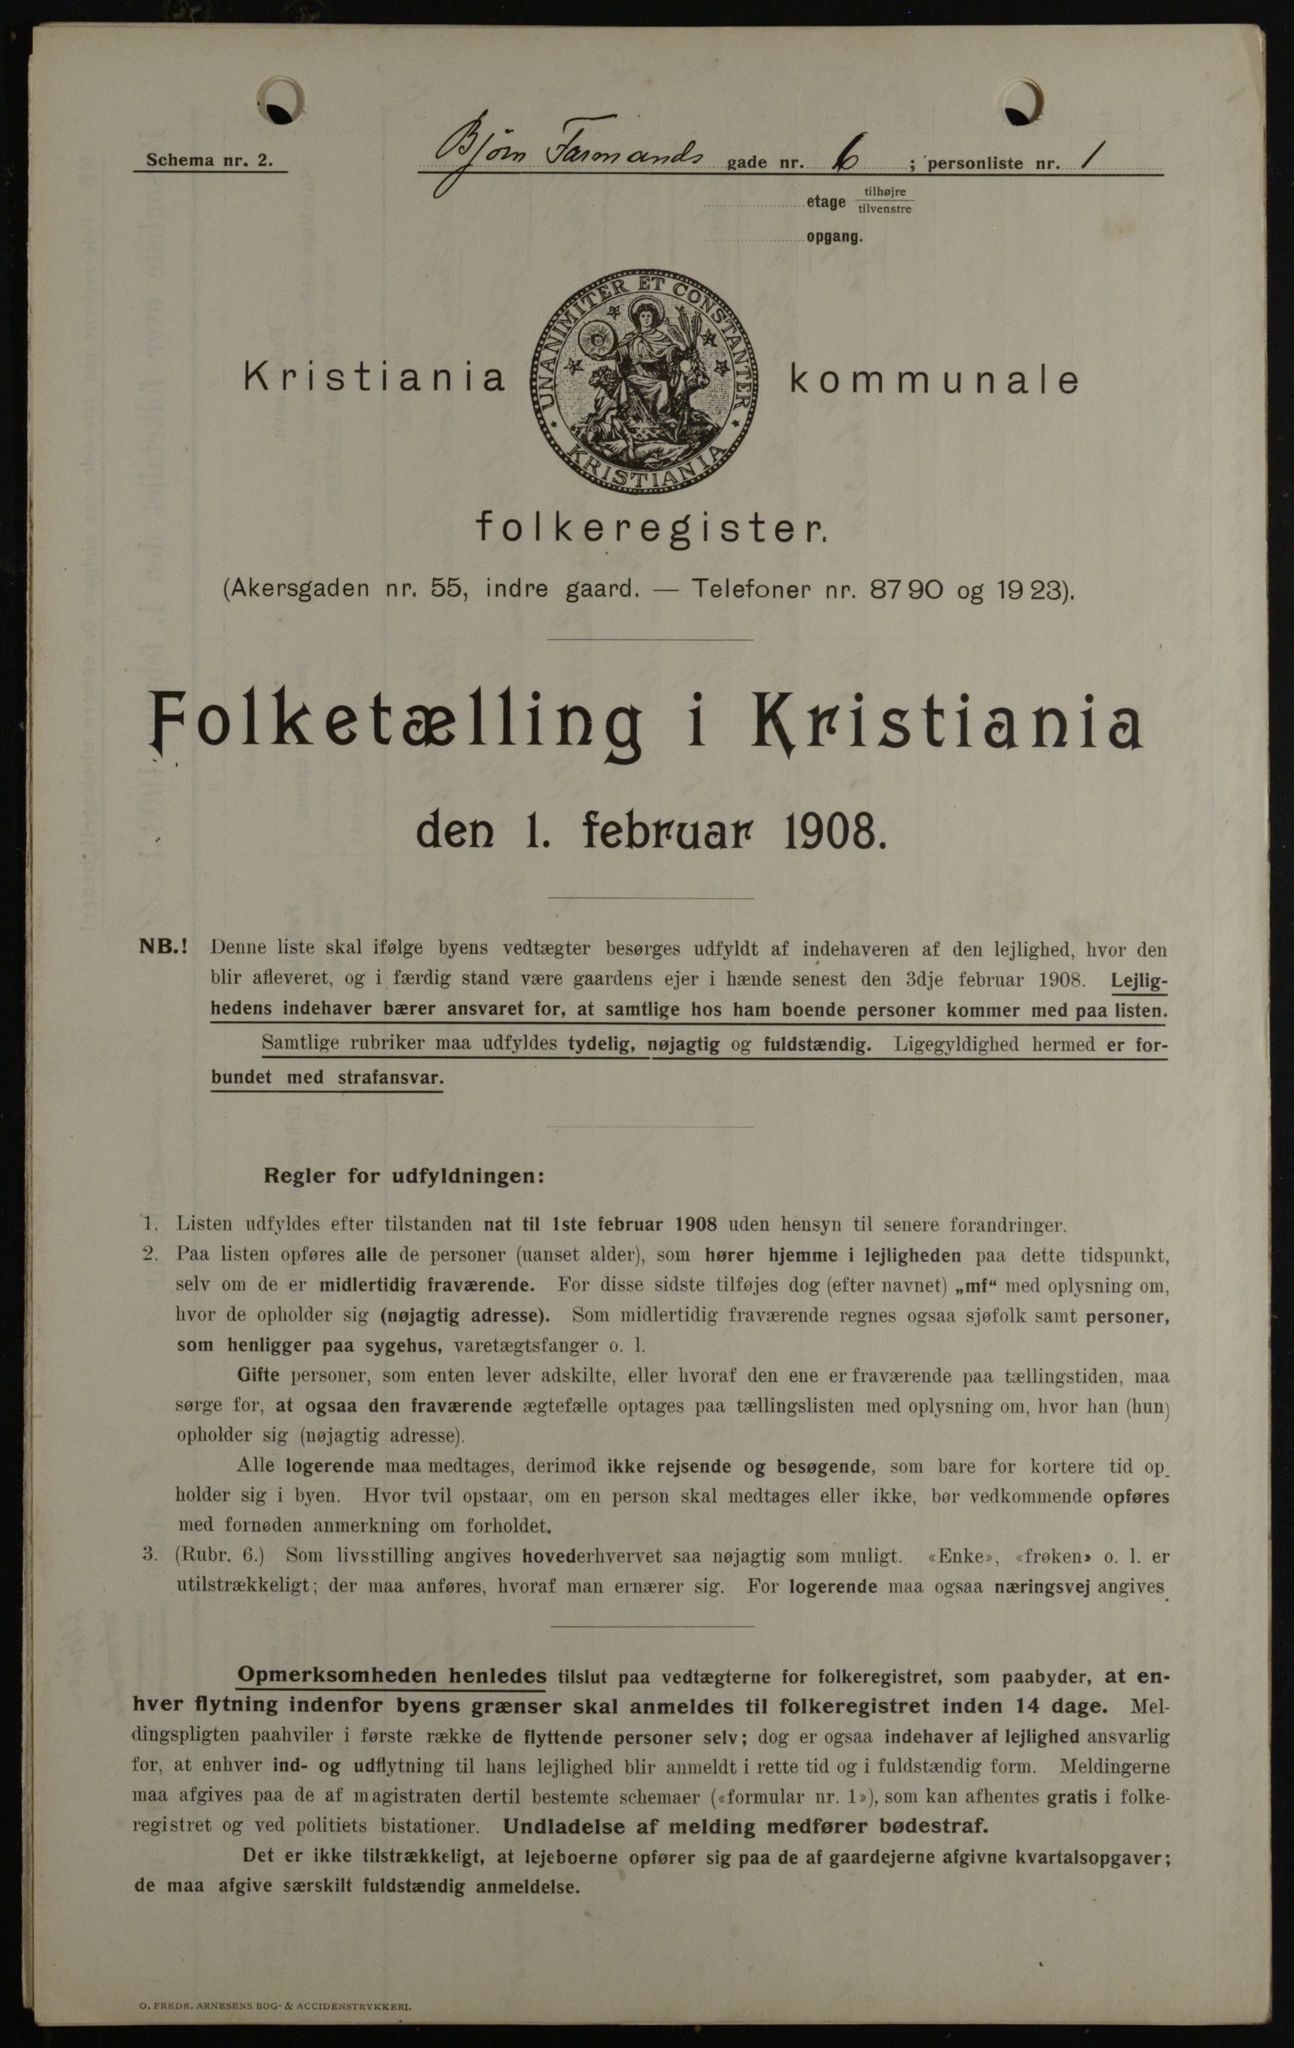 Schema nr. 2.
Bjørn Farmands gade nr. 6 ; personliste nr. 1
etage tilhøjre
tilvenstre
opgang.
UNANIMITER ET CONSTANTER
KRISTIANIA
Kristiania kommunale
folkeregister.
(Akersgaden nr. 55, indre gaard. — Telefoner nr. 8790 og 1923).
Folketælling i Kristiania
den 1. februar 1908.
NB.! Denne liste skal ifølge byens vedtægter besørges udfyldt af indehaveren af den lejlighed, hvor den
blir afleveret, og i færdig stand være gaardens ejer i hænde senest den 3dje februar 1908. Lejlig-
hedens indehaver bærer ansvaret for, at samtlige hos ham boende personer kommer med paa listen.
Samtlige rubriker maa udfyldes tydelig, nøjagtig og fuldstændig. Ligegyldighed hermed er for-
bundet med strafansvar.
Regler for udfyldningen:
1. Listen udfyldes efter tilstanden nat til 1ste februar 1908 uden hensyn til senere forandringer.
2. Paa listen opføres alle de personer (uanset alder), som hører hjemme i lejligheden paa dette tidspunkt,
selv om de er midlertidig fraværende. For disse sidste tilføjes dog (efter navnet) „mf“ med oplysning om,
hvor de opholder sig (nøjagtig adresse). Som midlertidig fraværende regnes ogsaa sjøfolk samt personer,
som henligger paa sygehus, varetægtsfanger o. l.
Gifte personer, som enten lever adskilte, eller hvoraf den ene er fraværende paa tællingstiden, maa
sørge for, at ogsaa den fraværende ægtefælle optages paa tællingslisten med oplysning om, hvor han (hun)
opholder sig (nøjagtig adresse).
Alle logerende maa medtages, derimod ikke rejsende og besøgende, som bare for kortere tid op-
holder sig i byen. Hvor tvil opstaar, om en person skal medtages eller ikke, bør vedkommende opføres
med fornøden anmerkning om forholdet.
3. (Rubr. 6.) Som livsstilling angives hovederhvervet saa nøjagtig som muligt. «Enke», «frøken» o. l. er
utilstrækkeligt; der maa anføres, hvoraf man ernærer sig. For logerende maa ogsaa næringsvej angives.
Opmerksomheden henledes tilslut paa vedtægterne for folkeregistret, som paabyder, at en-
hver flytning indenfor byens grænser skal anmeldes til folkeregistret inden 14 dage. Mel-
dingspligten paahviler i første række de flyttende personer selv; dog er ogsaa indehaver af lejlighed ansvarlig
for, at enhver ind- og udflytning til hans lejlighed blir anmeldt i rette tid og i fuldstændig form. Meldingerne
maa afgives paa de af magistraten dertil bestemte schemaer («formular nr. 1»), som kan afhentes gratis i folke-
registret og ved politiets bistationer. Undladelse af melding medfører bødestraf.
Det er ikke tilstrækkeligt, at lejeboerne opfører sig paa de af gaardejerne afgivne kvartalsopgaver;
de maa afgive særskilt fuldstændig anmeldelse.
O. FREDR. ARNESENS BOG- & ACCIDENSTRYKKERI.